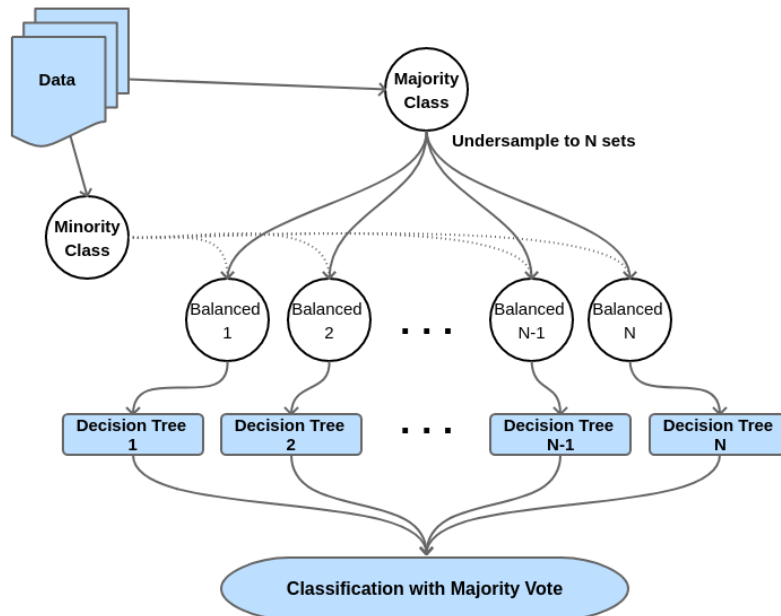 Data
Majority
Class
Undersample to N sets
Minority
Class
Balanced
1
Balanced
2
. . .
Balanced
N-1
Balanced
N
Decision Tree
1
Decision Tree
2
. . .
Decision Tree
N-1
Decision Tree
N
Classification with Majority Vote